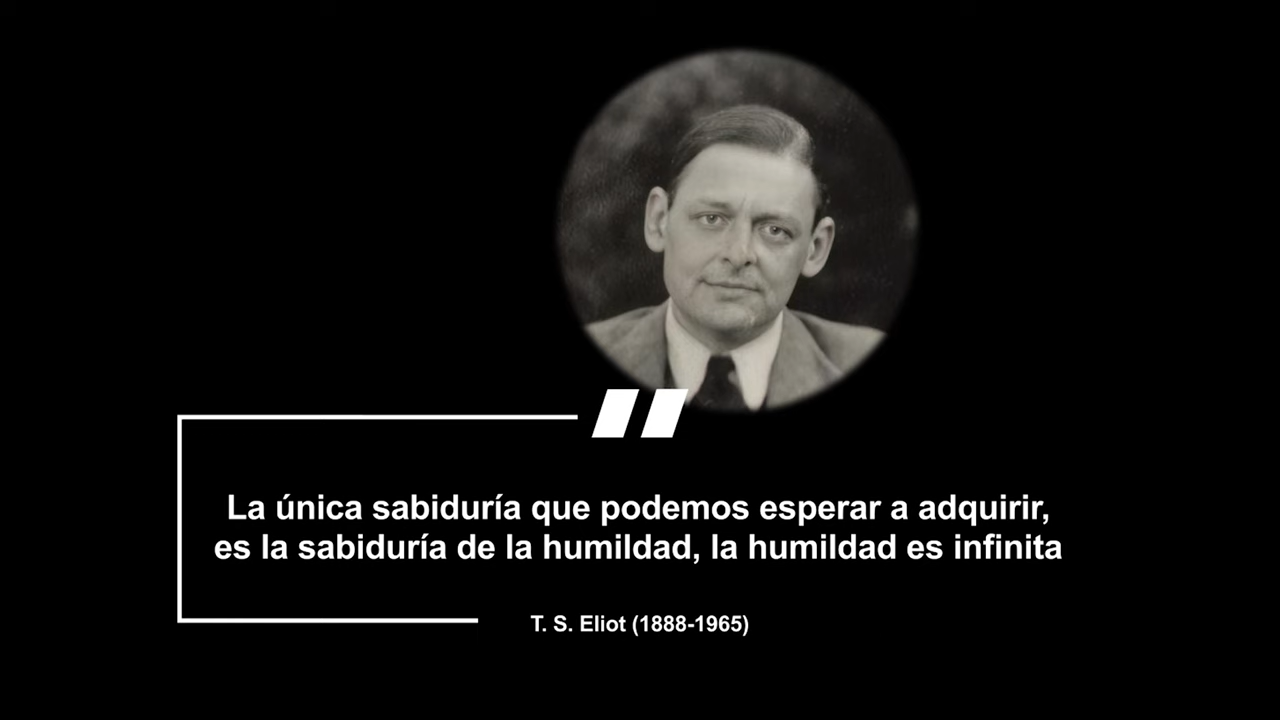 La única sabiduría que podemos esperar a adquirir,
es la sabiduría de la humildad, la humildad es infinita
T. S. Eliot (1888-1965)